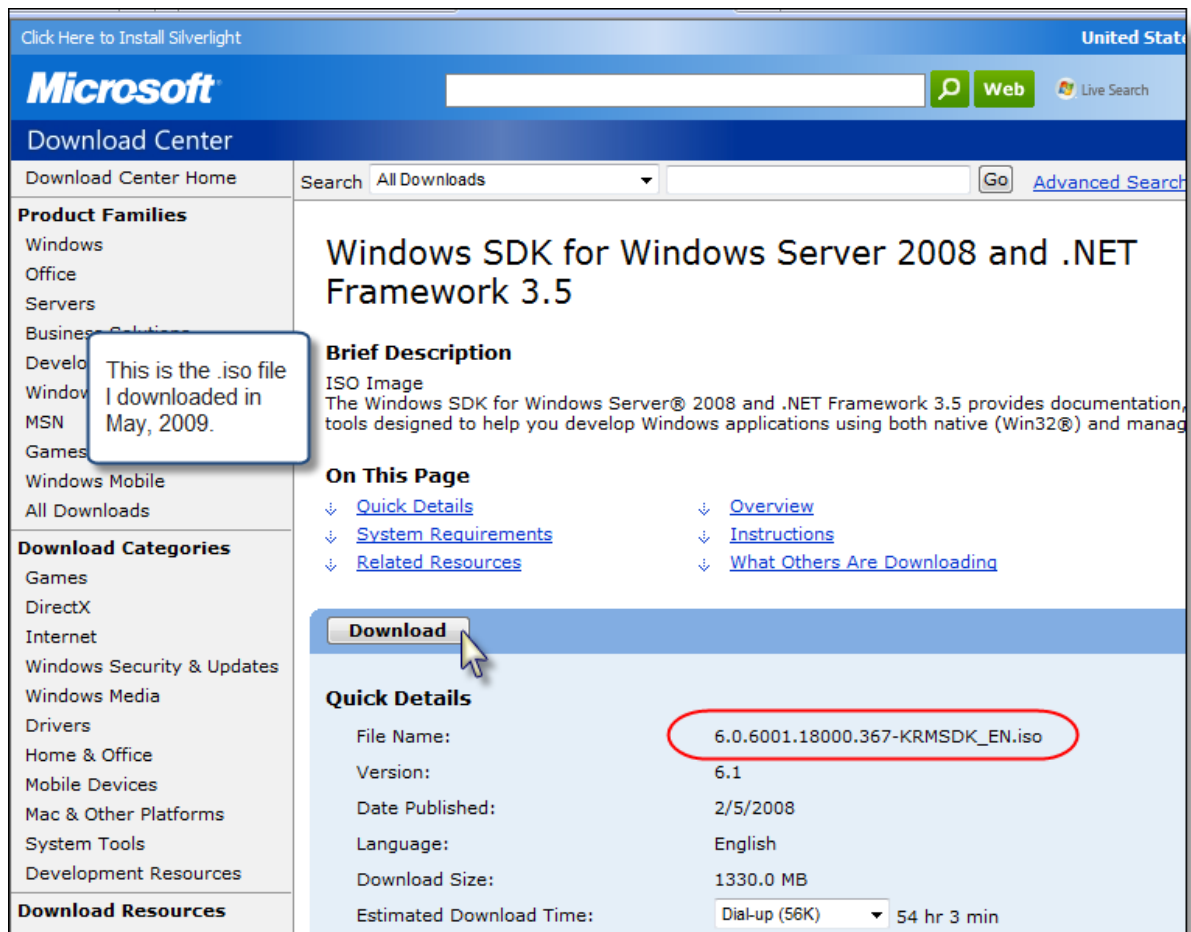 Click Here to Install Silverlight
United State
Microsoft
Web
Live Search
Download Center
Download Center Home
Search All Downloads Go Advanced Search
Product Families
Windows
Office
Servers
Business Solutions
Develo
Window
MSN
Games
Windows Mobile
All Downloads
This is the .iso file
I downloaded in
May, 2009.
Download Categories
Games
DirectX
Internet
Windows Security & Updates
Windows Media
Drivers
Home & Office
Mobile Devices
Mac & Other Platforms
System Tools
Development Resources
Download Resources
Windows SDK for Windows Server 2008 and .NET
Framework 3.5
Brief Description
ISO Image
The Windows SDK for Windows Server® 2008 and .NET Framework 3.5 provides documentation,
tools designed to help you develop Windows applications using both native (Win32®) and manag
On This Page
Quick Details
Overview
System Requirements
Instructions
Related Resources
What Others Are Downloading
Download
Quick Details
File Name: 6.0.6001.18000.367-KRMSDK_EN.iso
Version: 6.1
Date Published: 2/5/2008
Language: English
Download Size: 1330.0 MB
Estimated Download Time: Dial-up (56K) 54 hr 3 min